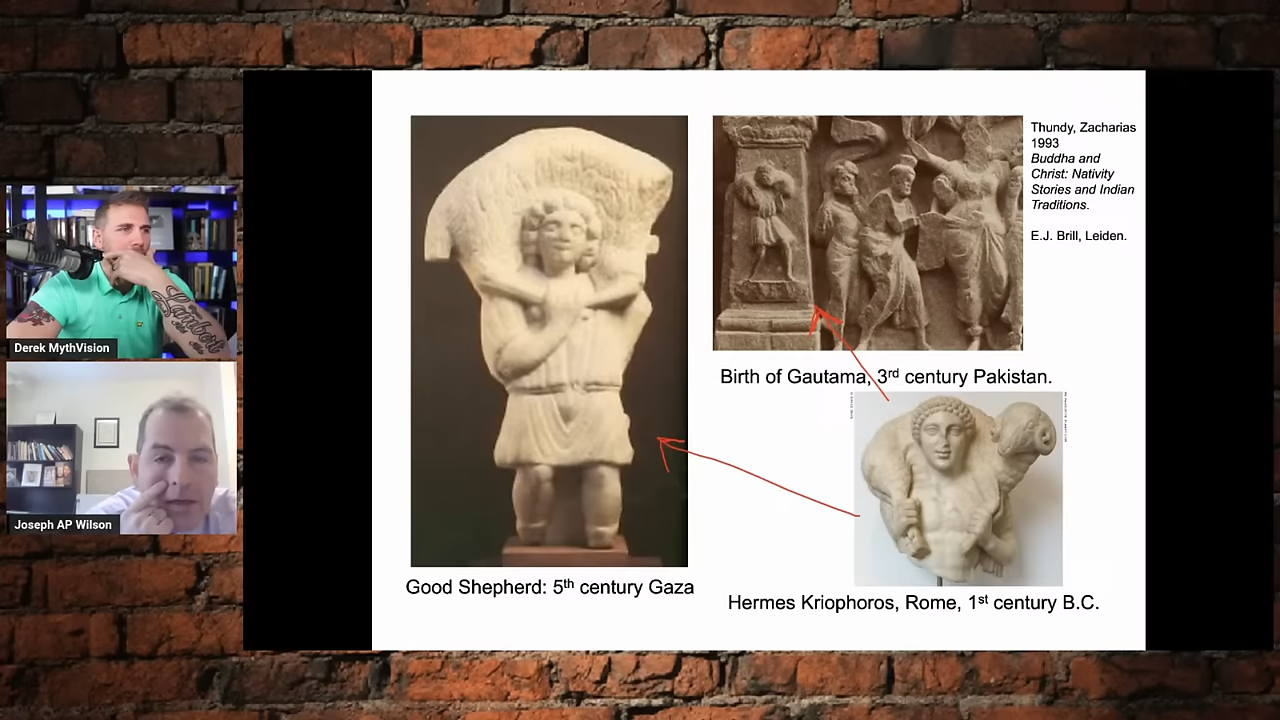 Thundy, Zacharias
1993
Buddha and
Christ: Nativity
Stories and Indian
Traditions.
E.J. Brill, Leiden.
Birth of Gautama, 3rd century Pakistan.
Good Shepherd: 5th century Gaza
Hermes Kriophoros, Rome, 1st century B.C.
Derek MythVision
Joseph AP Wilson